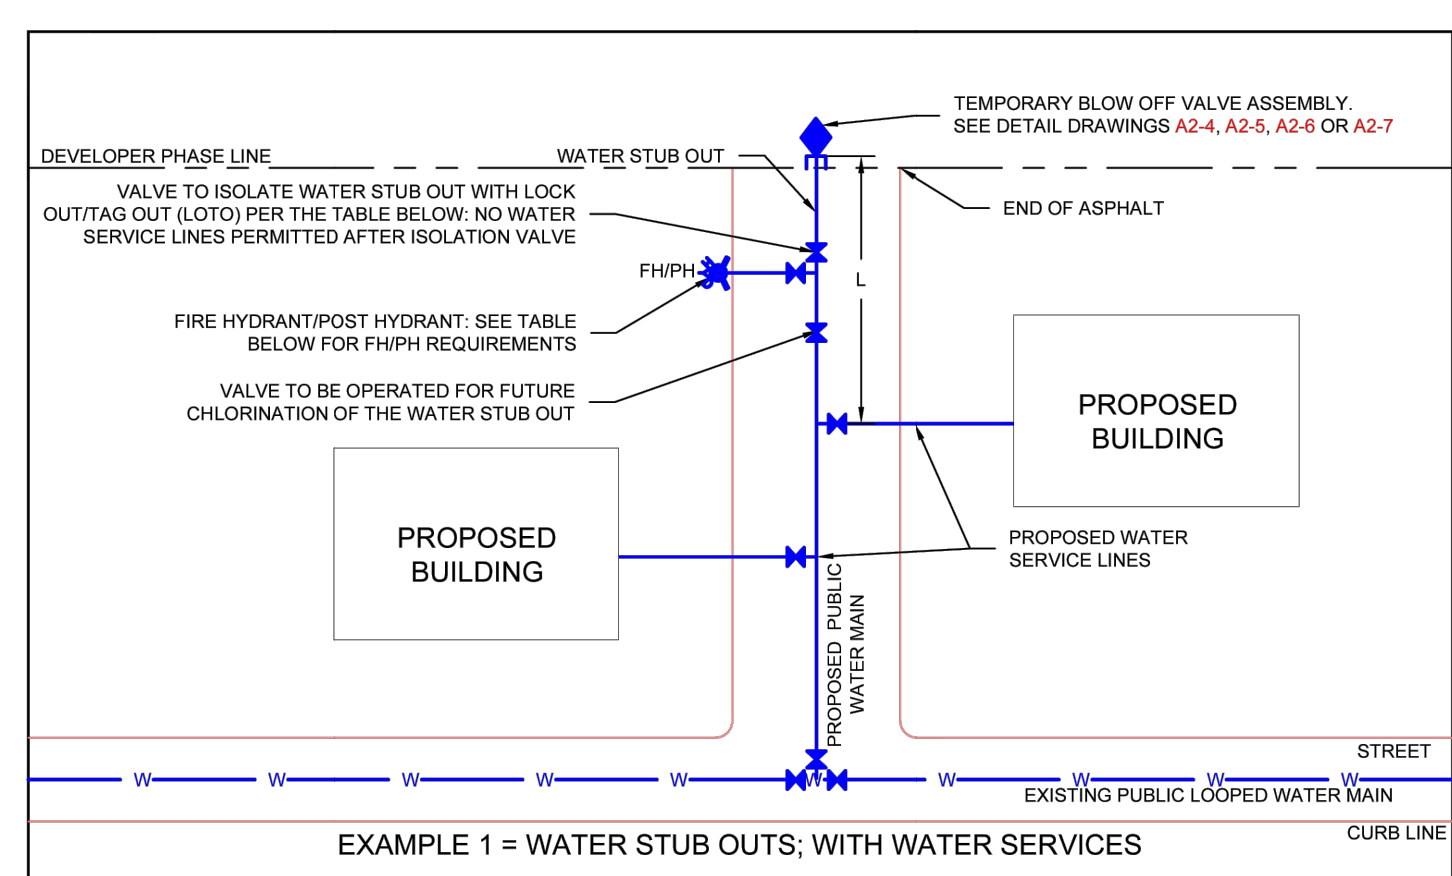 TEMPORARY BLOW OFF VALVE ASSEMBLY.
SEE DETAIL DRAWINGS A2-4, A2-5, A2-6 OR A2-7
DEVELOPER PHASE LINE
WATER STUB OUT
VALVE TO ISOLATE WATER STUB OUT WITH LOCK
OUT/TAG OUT (LOTO) PER THE TABLE BELOW: NO WATER
SERVICE LINES PERMITTED AFTER ISOLATION VALVE
END OF ASPHALT
FH/PH
L
FIRE HYDRANT/POST HYDRANT: SEE TABLE
BELOW FOR FH/PH REQUIREMENTS
VALVE TO BE OPERATED FOR FUTURE
CHLORINATION OF THE WATER STUB OUT
PROPOSED
BUILDING
PROPOSED
BUILDING
PROPOSED WATER
SERVICE LINES
PROPOSED PUBLIC
WATER MAIN
STREET
W W W W W W W W W W
EXISTING PUBLIC LOOPED WATER MAIN
CURB LINE
EXAMPLE 1 = WATER STUB OUTS; WITH WATER SERVICES